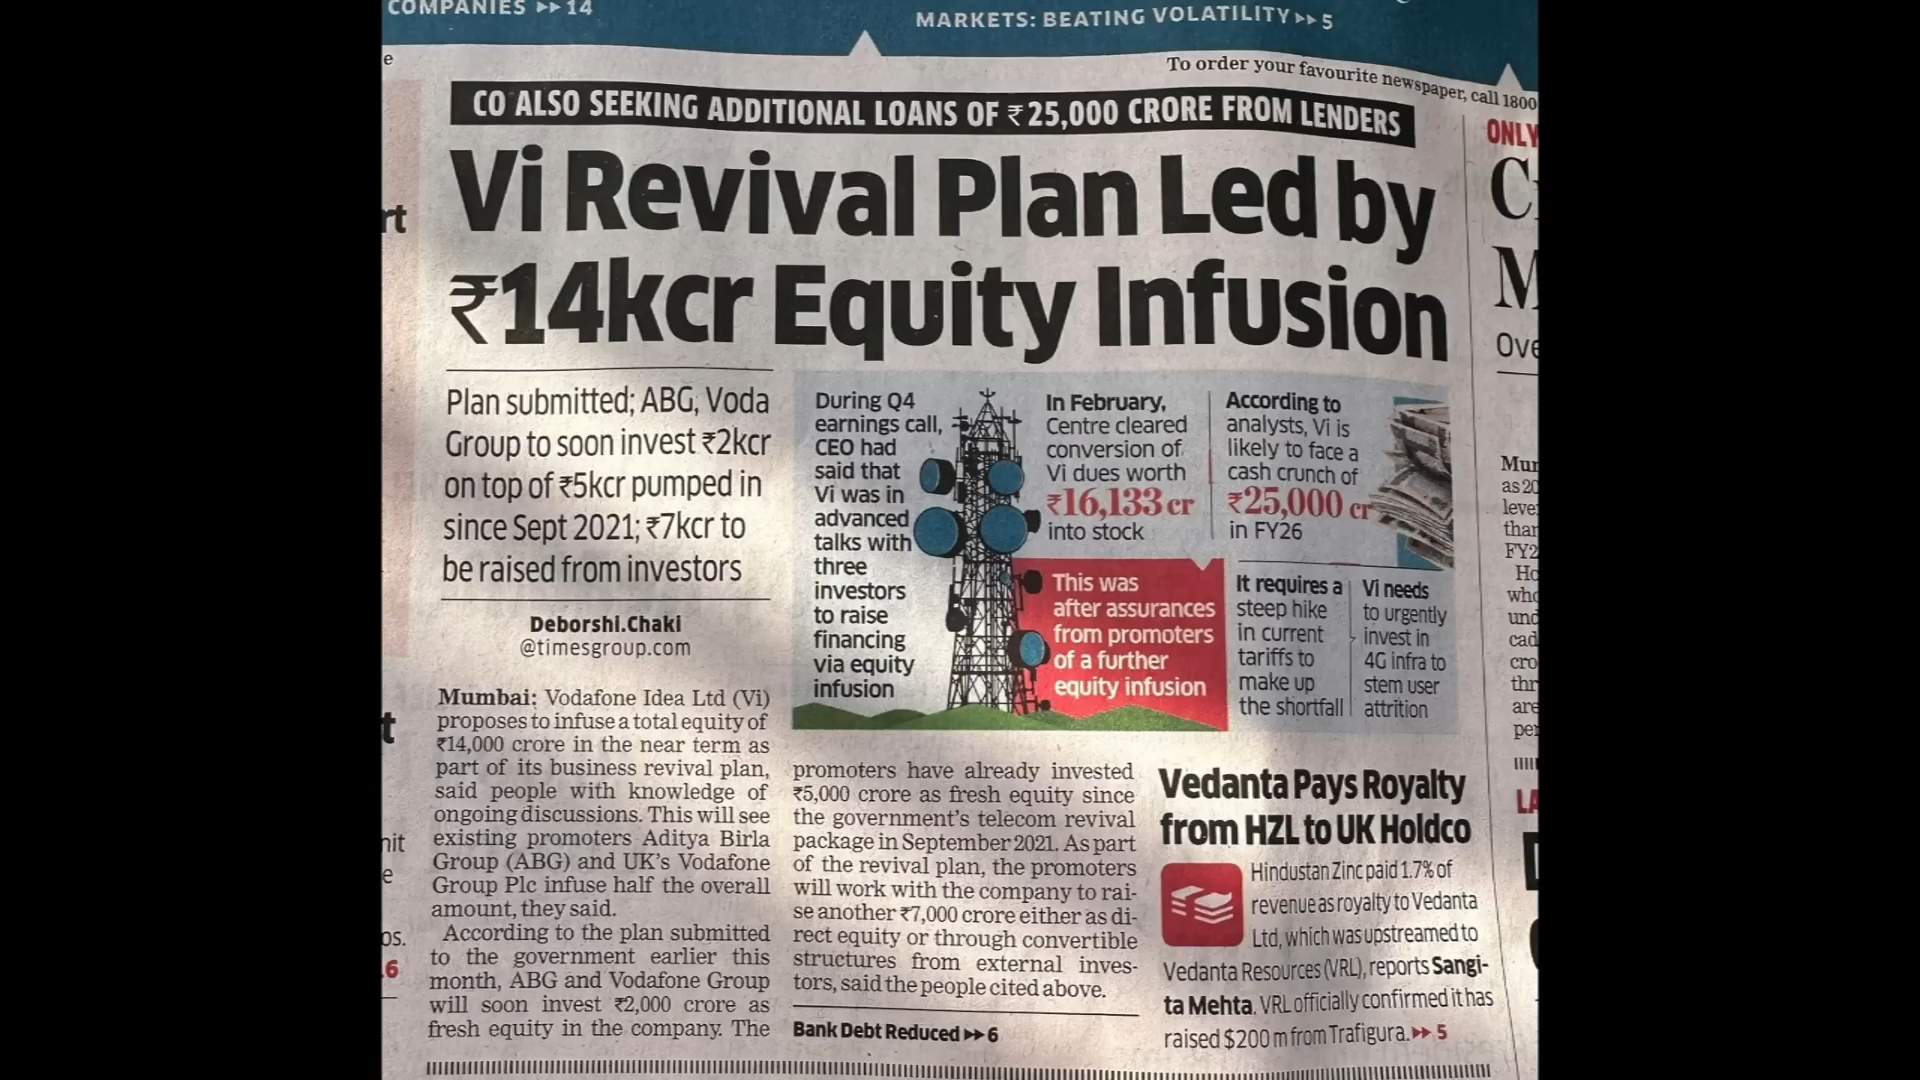 COMPANIES ▸▸ 14
MARKETS: BEATING VOLATILITY ▸▸ 5
To order your favourite newspaper, call 1800
CO ALSO SEEKING ADDITIONAL LOANS OF ₹25,000 CRORE FROM LENDERS
Vi Revival Plan Led by
₹14kcr Equity Infusion
Plan submitted; ABG, Voda
Group to soon invest ₹2kcr
on top of ₹5kcr pumped in
since Sept 2021; ₹7kcr to
be raised from investors
Deborshi.Chaki
@timesgroup.com
Mumbai: Vodafone Idea Ltd (Vi)
proposes to infuse a total equity of
₹14,000 crore in the near term as
part of its business revival plan,
said people with knowledge of
ongoing discussions. This will see
existing promoters Aditya Birla
Group (ABG) and UK's Vodafone
Group Plc infuse half the overall
amount, they said.
According to the plan submitted
to the government earlier this
month, ABG and Vodafone Group
will soon invest ₹2,000 crore as
fresh equity in the company. The
During Q4
earnings call,
CEO had
said that
Vi was in
advanced
talks with
three
investors
to raise
financing
via equity
infusion
In February,
Centre cleared
conversion of
Vi dues worth
₹16,133 cr
into stock
This was
after assurances
from promoters
of a further
equity infusion
According to
analysts, Vi is
likely to face a
cash crunch of
₹25,000 cr
in FY26
It requires a
steep hike
in current
tariffs to
make up
the shortfall
Vi needs
to urgently
invest in
4G infra to
stem user
attrition
promoters have already invested
₹5,000 crore as fresh equity since
the government's telecom revival
package in September 2021. As part
of the revival plan, the promoters
will work with the company to rai-
se another ₹7,000 crore either as di-
rect equity or through convertible
structures from external inves-
tors, said the people cited above.
Bank Debt Reduced ▸▸ 6
Vedanta Pays Royalty
from HZL to UK Holdco
Hindustan Zinc paid 1.7% of
revenue as royalty to Vedanta
Ltd, which was upstreamed to
Vedanta Resources (VRL), reports Sangi-
ta Mehta. VRL officially confirmed it has
raised $200 m from Trafigura. ▸▸ 5
ONLY